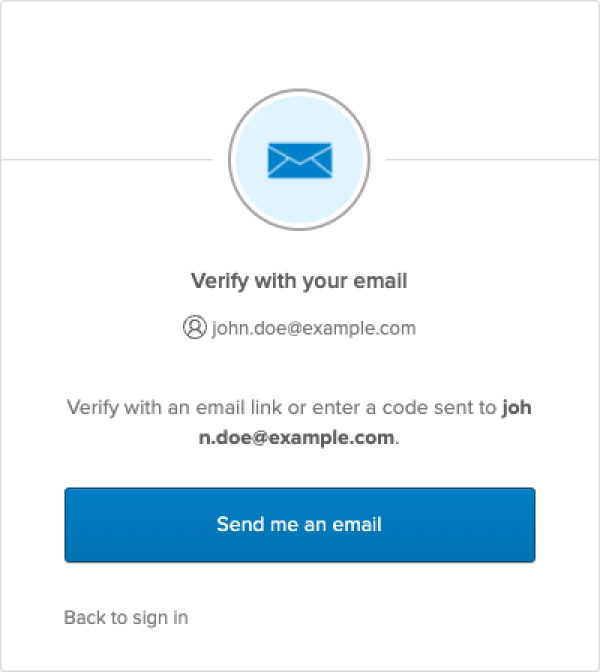 Verify with your email
john.doe@example.com
Verify with an email link or enter a code sent to joh
n.doe@example.com.
Send me an email
Back to sign in